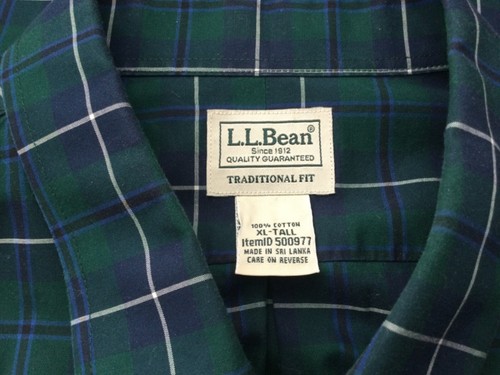 L.L.Bean®
Since 1912
QUALITY GUARANTEED
TRADITIONAL FIT
100% COTTON
XL-TALL
ItemID 500977
MADE IN SRI LANKA
CARE ON REVERSE